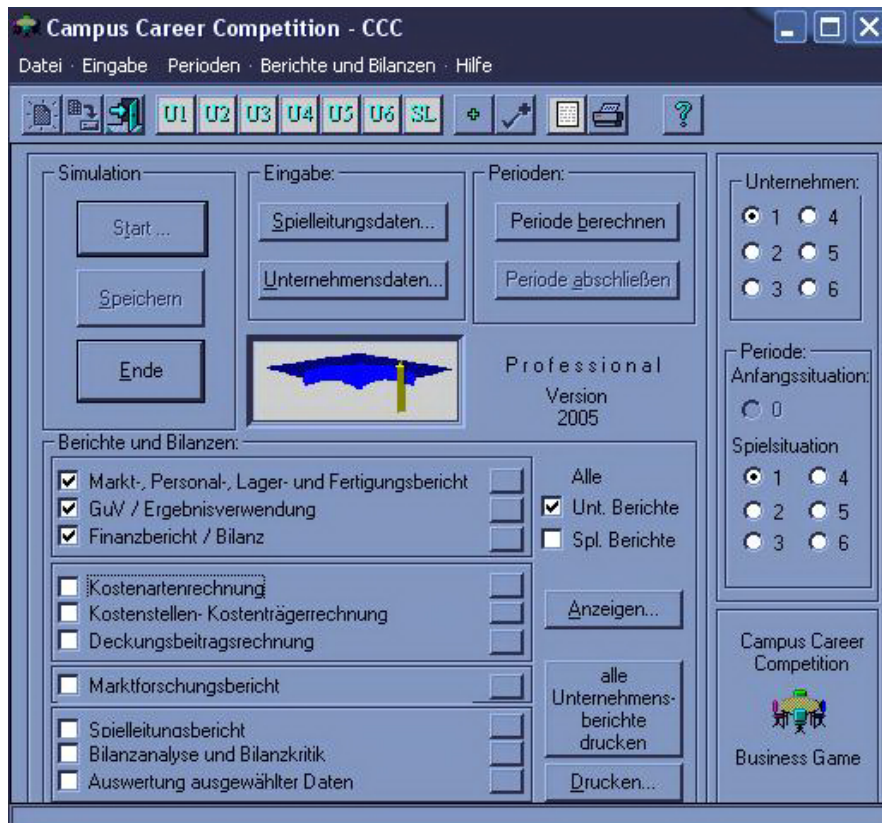 Campus Career Competition - CCC
Datei · Eingabe Perioden · Berichte und Bilanzen · Hilfe
U1 U2 U3 U4 U5 U6 SL ?
Simulation
Start ...
Speichern
Ende
Eingabe:
Spielleitungsdaten...
Unternehmensdaten...
Perioden:
Periode berechnen
Periode abschließen
Professional
Version
2005
Unternehmen:
1 4
2 5
3 6
Periode:
Anfangssituation:
0
Spielsituation
1 4
2 5
3 6
Berichte und Bilanzen:
Markt-, Personal-, Lager- und Fertigungsbericht
GuV / Ergebnisverwendung
Finanzbericht / Bilanz
Kostenartenrechnung
Kostenstellen- Kostenträgerrechnung
Deckungsbeitragsrechnung
Marktforschungsbericht
Spielleitungsbericht
Bilanzanalyse und Bilanzkritik
Auswertung ausgewählter Daten
Alle
Unt. Berichte
Spl. Berichte
Anzeigen...
alle
Unternehmens-
berichte
drucken
Drucken...
Campus Career
Competition
Business Game